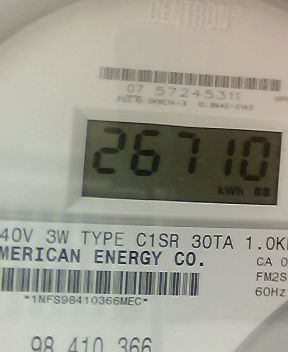 CENTRON®
07 57245311
26710
kWh
40V 3W TYPE C1SR 30TA 1.0K
MERICAN ENERGY CO.
CA 0
FM2S
60Hz
*1NFS98410366MEC*
98 410 366